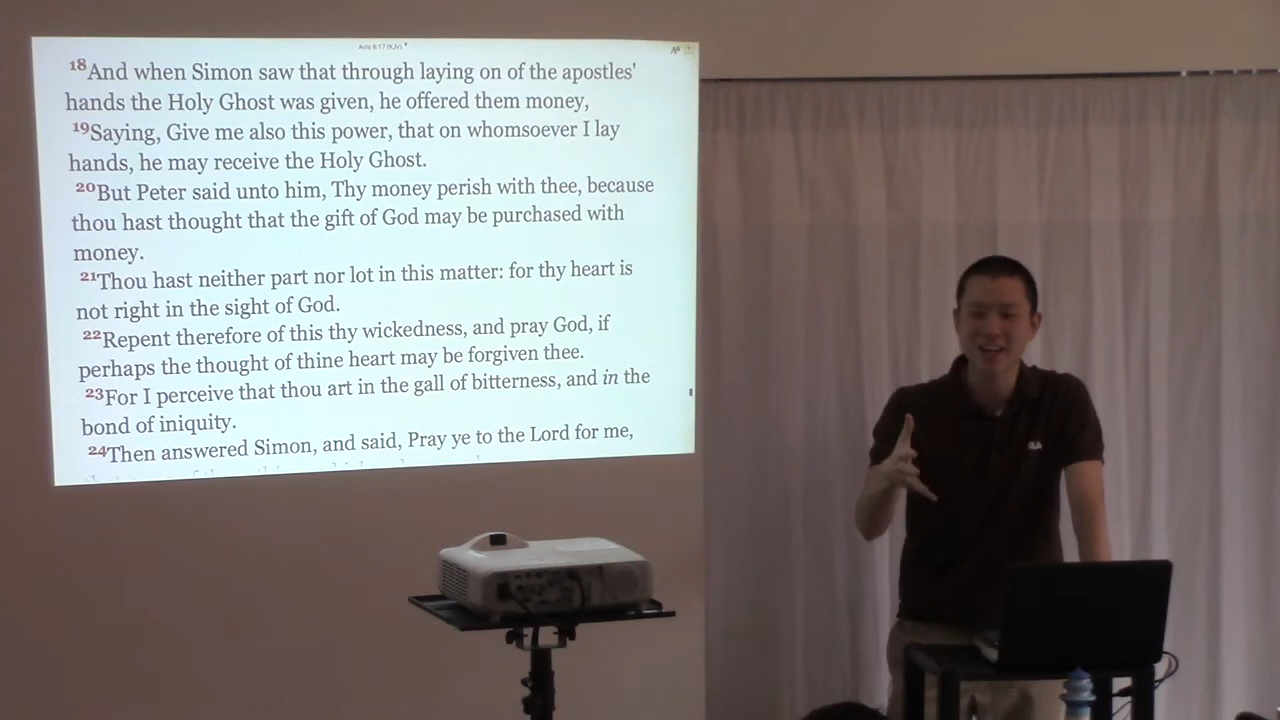 Acts 8:17 (KJV)
18And when Simon saw that through laying on of the apostles'
hands the Holy Ghost was given, he offered them money,
19Saying, Give me also this power, that on whomsoever I lay
hands, he may receive the Holy Ghost.
20But Peter said unto him, Thy money perish with thee, because
thou hast thought that the gift of God may be purchased with
money.
21Thou hast neither part nor lot in this matter: for thy heart is
not right in the sight of God.
22Repent therefore of this thy wickedness, and pray God, if
perhaps the thought of thine heart may be forgiven thee.
23For I perceive that thou art in the gall of bitterness, and in the
bond of iniquity.
24Then answered Simon, and said, Pray ye to the Lord for me,